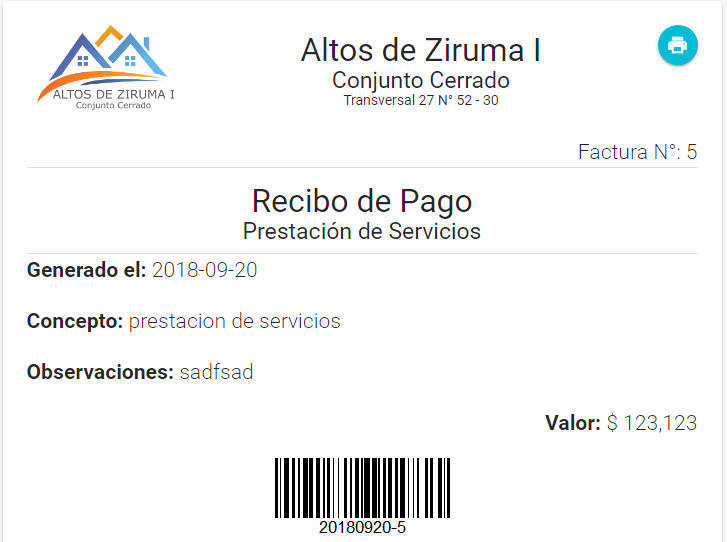 ALTOS DE ZIRUMA I
Conjunto Cerrado
Altos de Ziruma I
Conjunto Cerrado
Transversal 27 N° 52 - 30
Factura N°: 5
Recibo de Pago
Prestación de Servicios
Generado el: 2018-09-20
Concepto: prestacion de servicios
Observaciones: sadfsad
Valor: $ 123,123
20180920-5